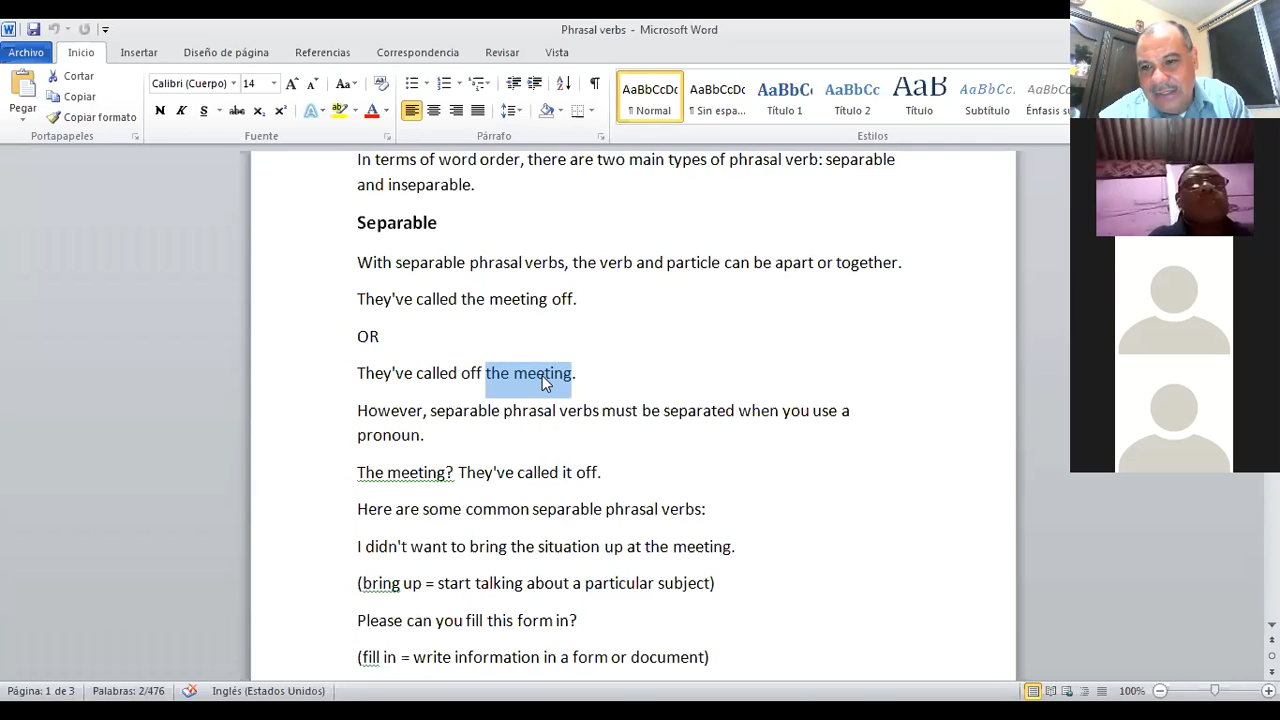 Phrasal verbs - Microsoft Word
Archivo Inicio Insertar Diseño de página Referencias Correspondencia Revisar Vista
Pegar
Cortar
Copiar
Copiar formato
Portapapeles
Calibri (Cuerpo) 14
N K S abc x₂ x²
Fuente
Párrafo
AaBbCcDc AaBbCcDc AaBbC AaBbCc AaB AaBbCc. AaBbCcl
¶ Normal ¶ Sin espa... Título 1 Título 2 Título Subtítulo Énfasis s
Estilos
In terms of word order, there are two main types of phrasal verb: separable
and inseparable.
Separable
With separable phrasal verbs, the verb and particle can be apart or together.
They've called the meeting off.
OR
They've called off the meeting.
However, separable phrasal verbs must be separated when you use a
pronoun.
The meeting? They've called it off.
Here are some common separable phrasal verbs:
I didn't want to bring the situation up at the meeting.
(bring up = start talking about a particular subject)
Please can you fill this form in?
(fill in = write information in a form or document)
Página: 1 de 3 Palabras: 2/476 Inglés (Estados Unidos) 100%